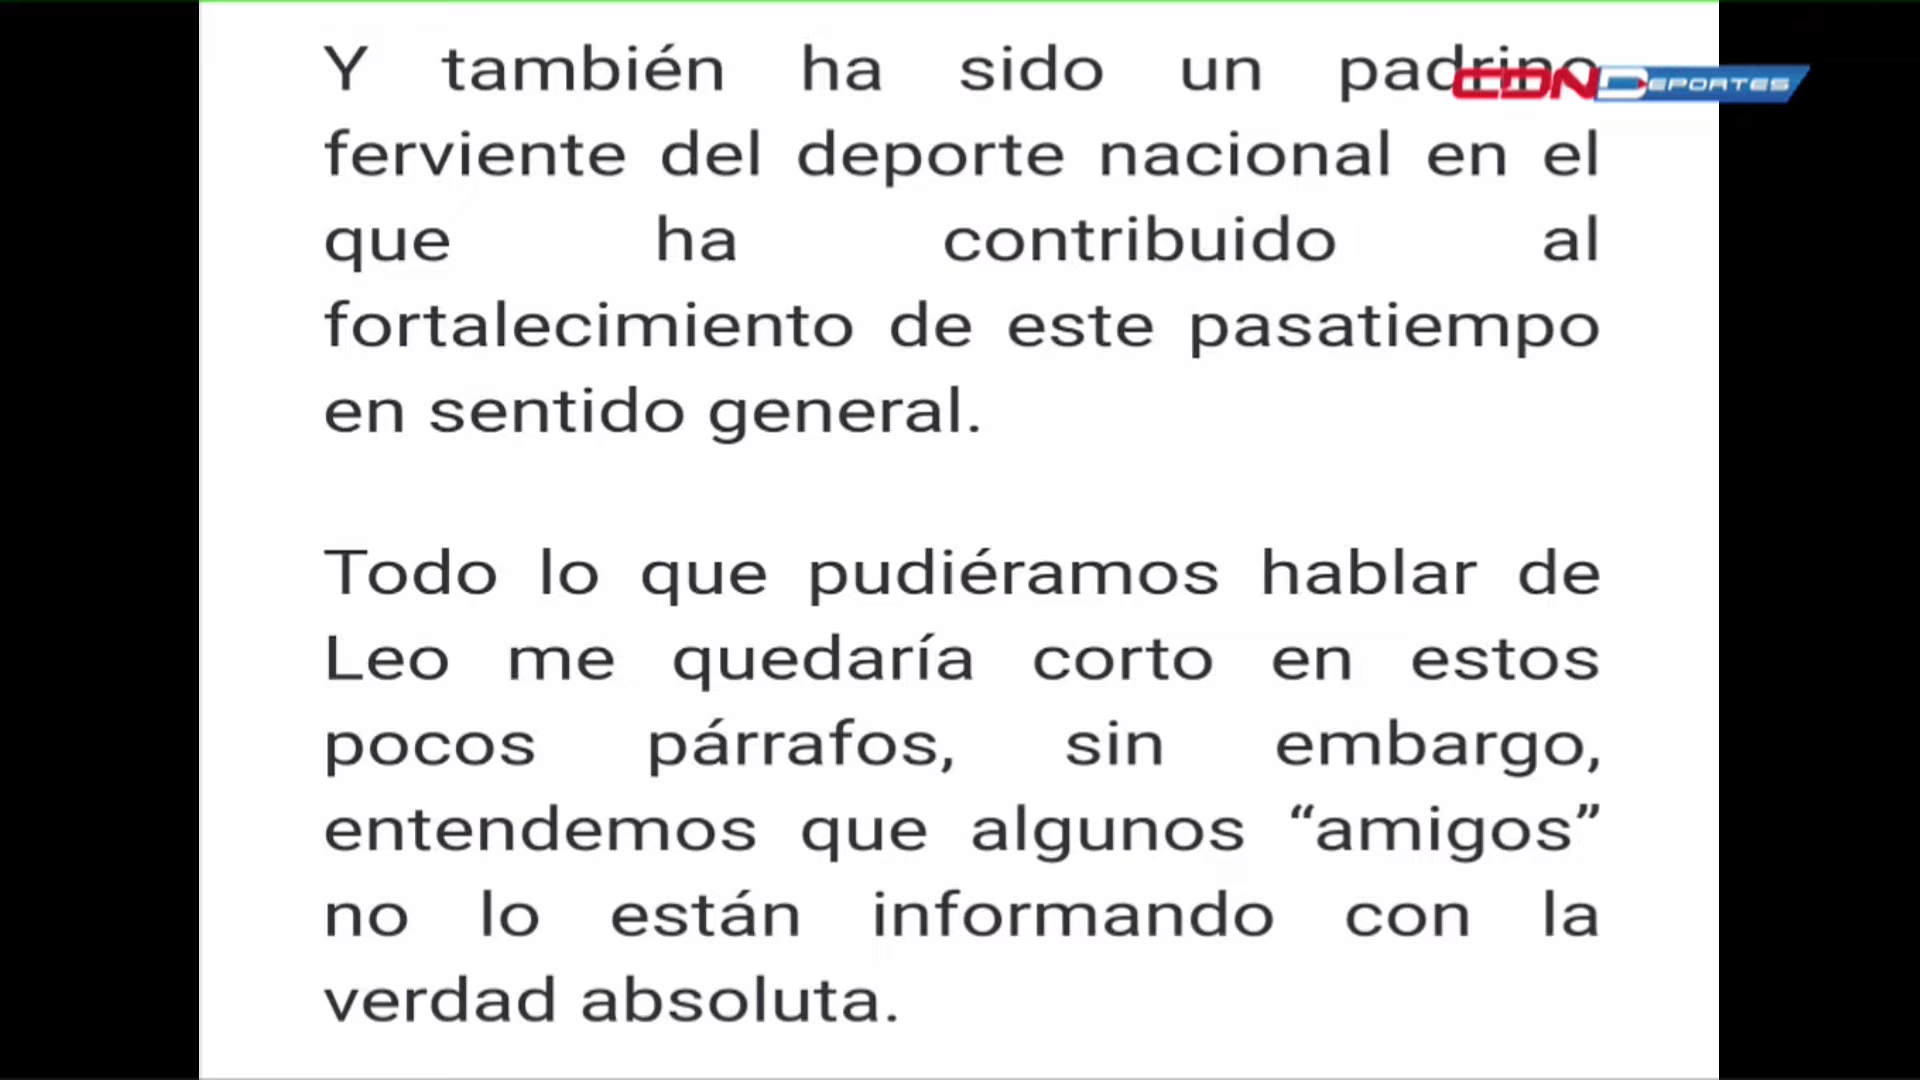 Y también ha sido un padrino
CDN DEPORTES
ferviente del deporte nacional en el
que ha contribuido al
fortalecimiento de este pasatiempo
en sentido general.
Todo lo que pudiéramos hablar de
Leo me quedaría corto en estos
pocos párrafos, sin embargo,
entendemos que algunos “amigos”
no lo están informando con la
verdad absoluta.